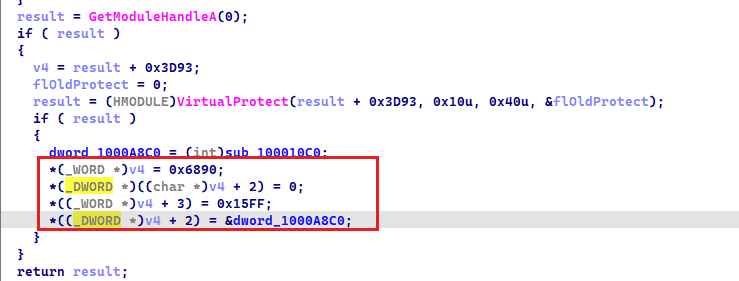 result = GetModuleHandleA(0);
if ( result )
{
v4 = result + 0x3D93;
flOldProtect = 0;
result = (HMODULE)VirtualProtect(result + 0x3D93, 0x10u, 0x40u, &flOldProtect);
if ( result )
{
dword_1000A8C0 = (int)sub_100010C0;
*(_WORD *)v4 = 0x6890;
*(_DWORD *)((char *)v4 + 2) = 0;
*((_WORD *)v4 + 3) = 0x15FF;
*((_DWORD *)v4 + 2) = &dword_1000A8C0;
}
}
return result;